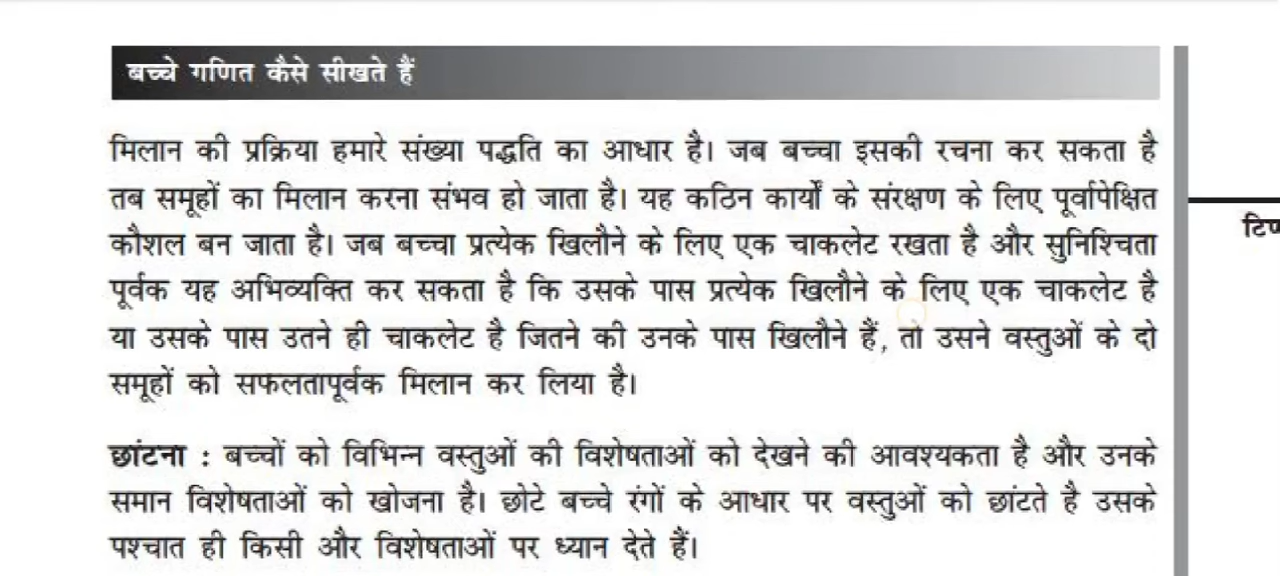 बच्चे गणित कैसे सीखते हैं
मिलान की प्रक्रिया हमारे संख्या पद्धति का आधार है। जब बच्चा इसकी रचना कर सकता है
तब समूहों का मिलान करना संभव हो जाता है। यह कठिन कार्यों के संरक्षण के लिए पूर्वापेक्षित
कौशल बन जाता है। जब बच्चा प्रत्येक खिलौने के लिए एक चाकलेट रखता है और सुनिश्चिता
पूर्वक यह अभिव्यक्ति कर सकता है कि उसके पास प्रत्येक खिलौने के लिए एक चाकलेट है
या उसके पास उतने ही चाकलेट है जितने की उनके पास खिलौने हैं, तो उसने वस्तुओं के दो
समूहों को सफलतापूर्वक मिलान कर लिया है।
छांटना : बच्चों को विभिन्न वस्तुओं की विशेषताओं को देखने की आवश्यकता है और उनके
समान विशेषताओं को खोजना है। छोटे बच्चे रंगों के आधार पर वस्तुओं को छांटते है उसके
पश्चात ही किसी और विशेषताओं पर ध्यान देते हैं।